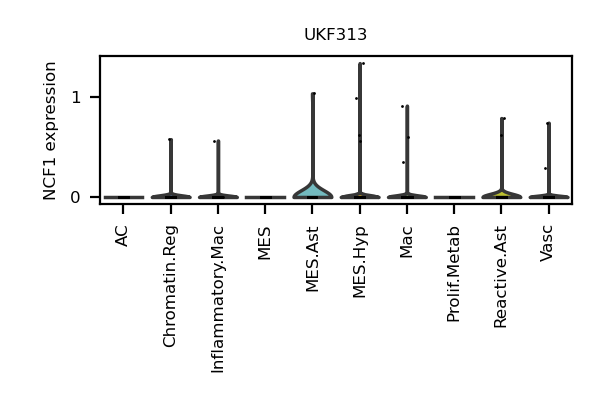 UKF313
NCF1 expression
1
0
AC
Chromatin.Reg
Inflammatory.Mac
MES
MES.Ast
MES.Hyp
Mac
Prolif.Metab
Reactive.Ast
Vasc